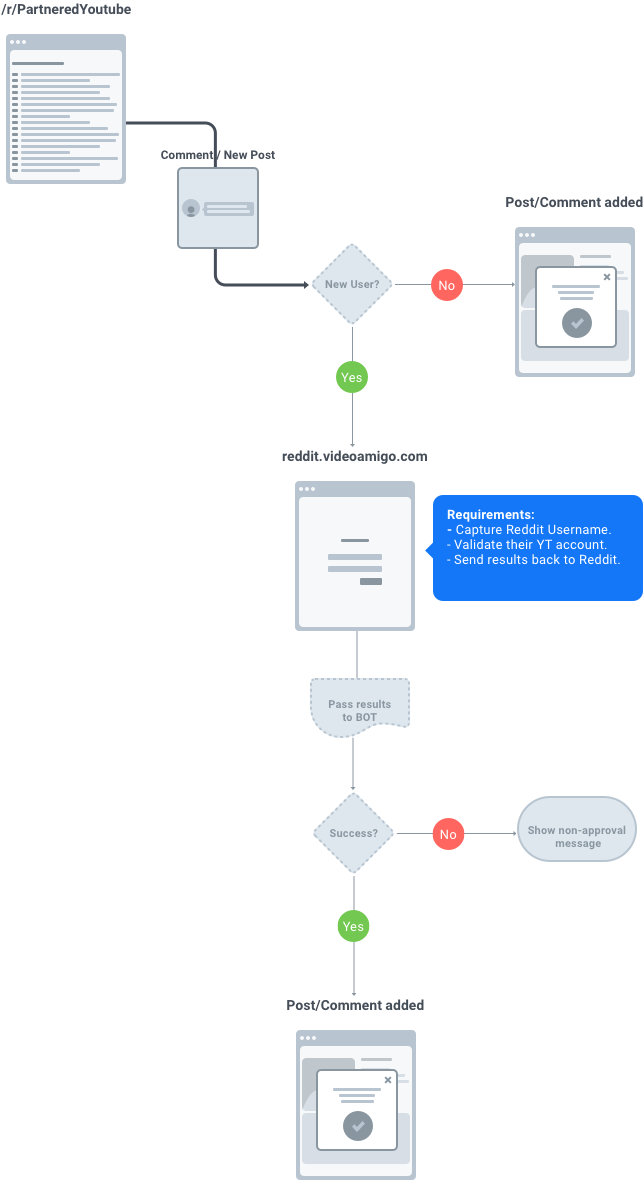 /r/PartneredYoutube
Comment / New Post
Post/Comment added
New User?
No
Yes
reddit.videoamigo.com
Requirements:
- Capture Reddit Username.
- Validate their YT account.
- Send results back to Reddit.
Pass results
to BOT
Success?
No
Show non-approval
message
Yes
Post/Comment added